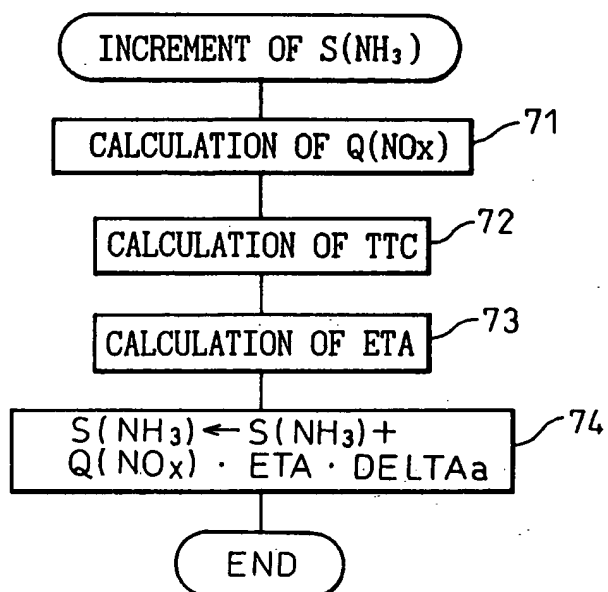 INCREMENT OF S(NH₃)
71
CALCULATION OF Q(NOx)
72
CALCULATION OF TTC
73
CALCULATION OF ETA
74
S(NH₃)←S(NH₃)+
Q(NOx)·ETA·DELTAa
END